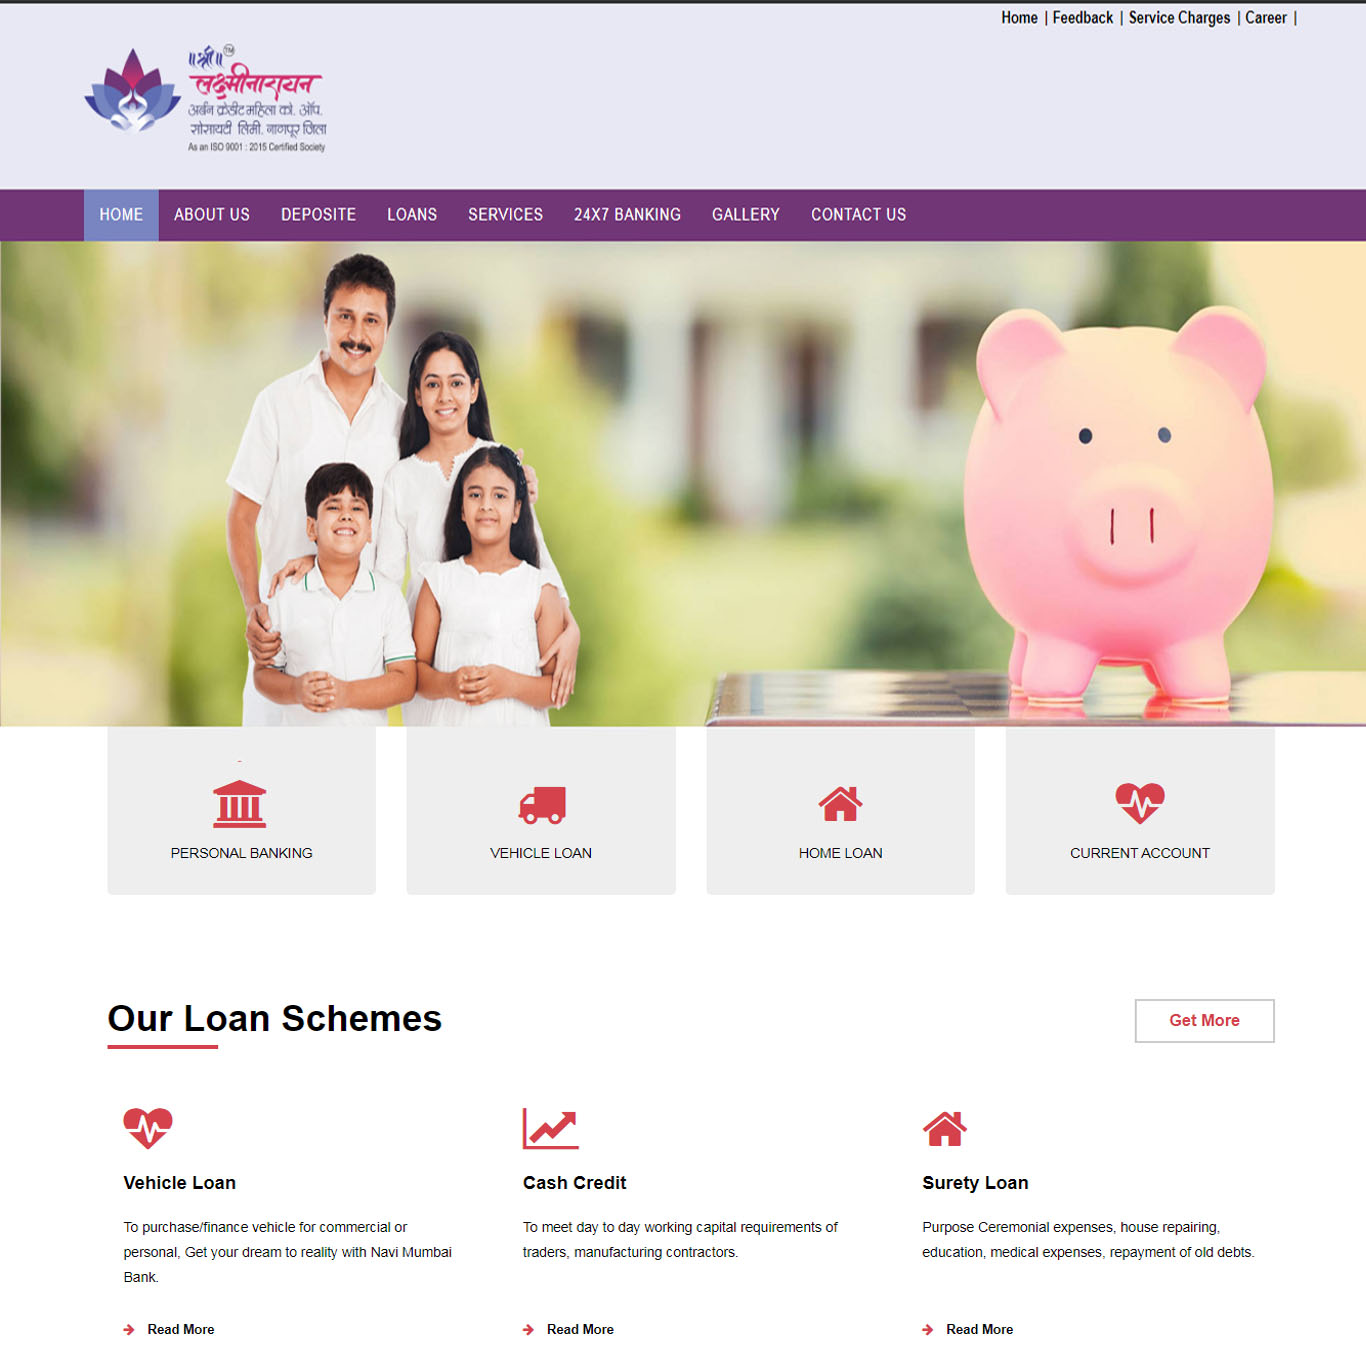 Home | Feedback | Service Charges | Career |
॥श्री॥ TM
लक्ष्मीनारायन
अर्बन क्रेडीट महिला को. ऑप.
सोसायटी लिमी. नागपूर जिला
As an ISO 9001 : 2015 Certified Society
HOME ABOUT US DEPOSITE LOANS SERVICES 24X7 BANKING GALLERY CONTACT US
PERSONAL BANKING VEHICLE LOAN HOME LOAN CURRENT ACCOUNT
Our Loan Schemes
Get More
Vehicle Loan
To purchase/finance vehicle for commercial or
personal, Get your dream to reality with Navi Mumbai
Bank.
Read More
Cash Credit
To meet day to day working capital requirements of
traders, manufacturing contractors.
Read More
Surety Loan
Purpose Ceremonial expenses, house repairing,
education, medical expenses, repayment of old debts.
Read More